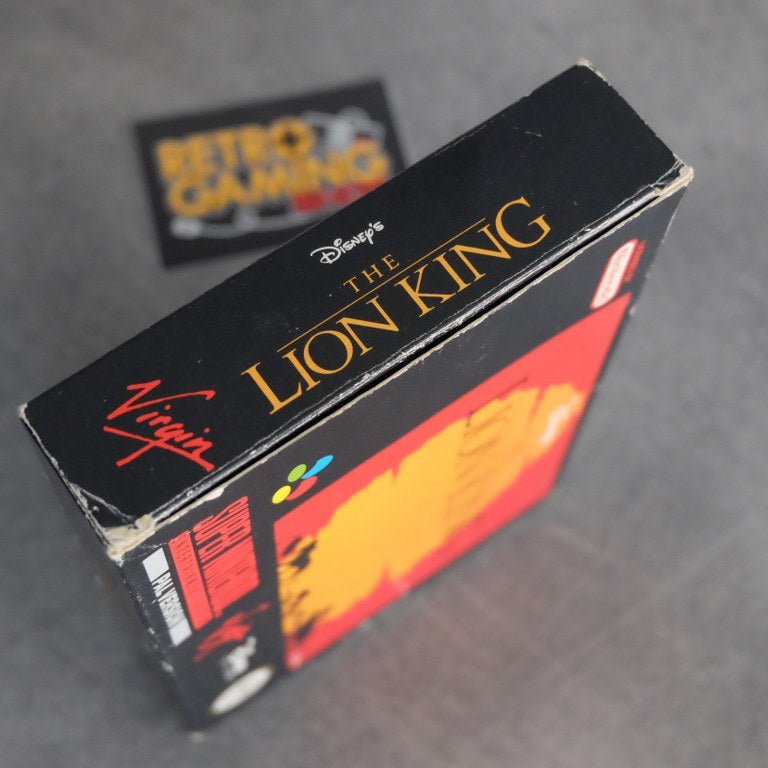 RETRO
GAMING
Disney's
THE
LION KING
Virgin
SUPER NINTENDO
PAL VERSION